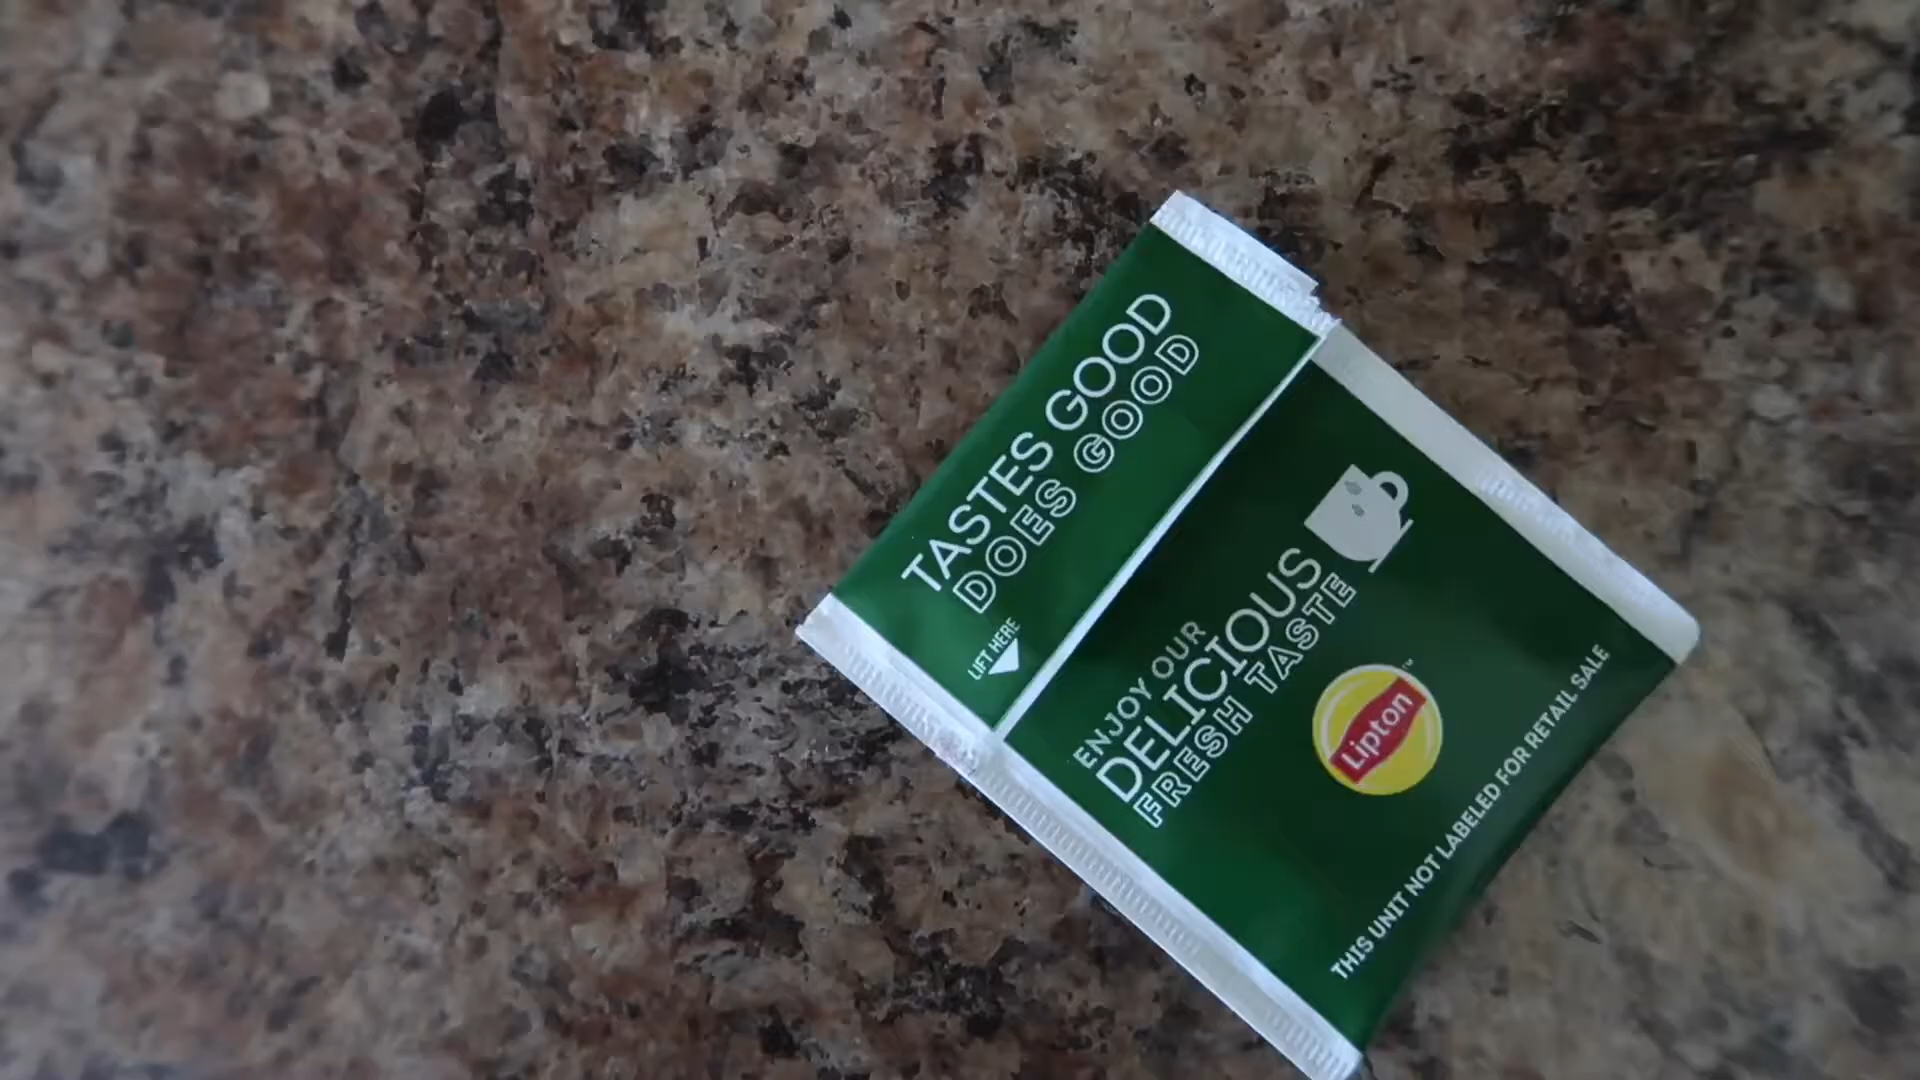 TASTES GOOD
DOES GOOD
LIFT HERE
ENJOY OUR
DELICIOUS
FRESH TASTE
Lipton
™
THIS UNIT NOT LABELED FOR RETAIL SALE